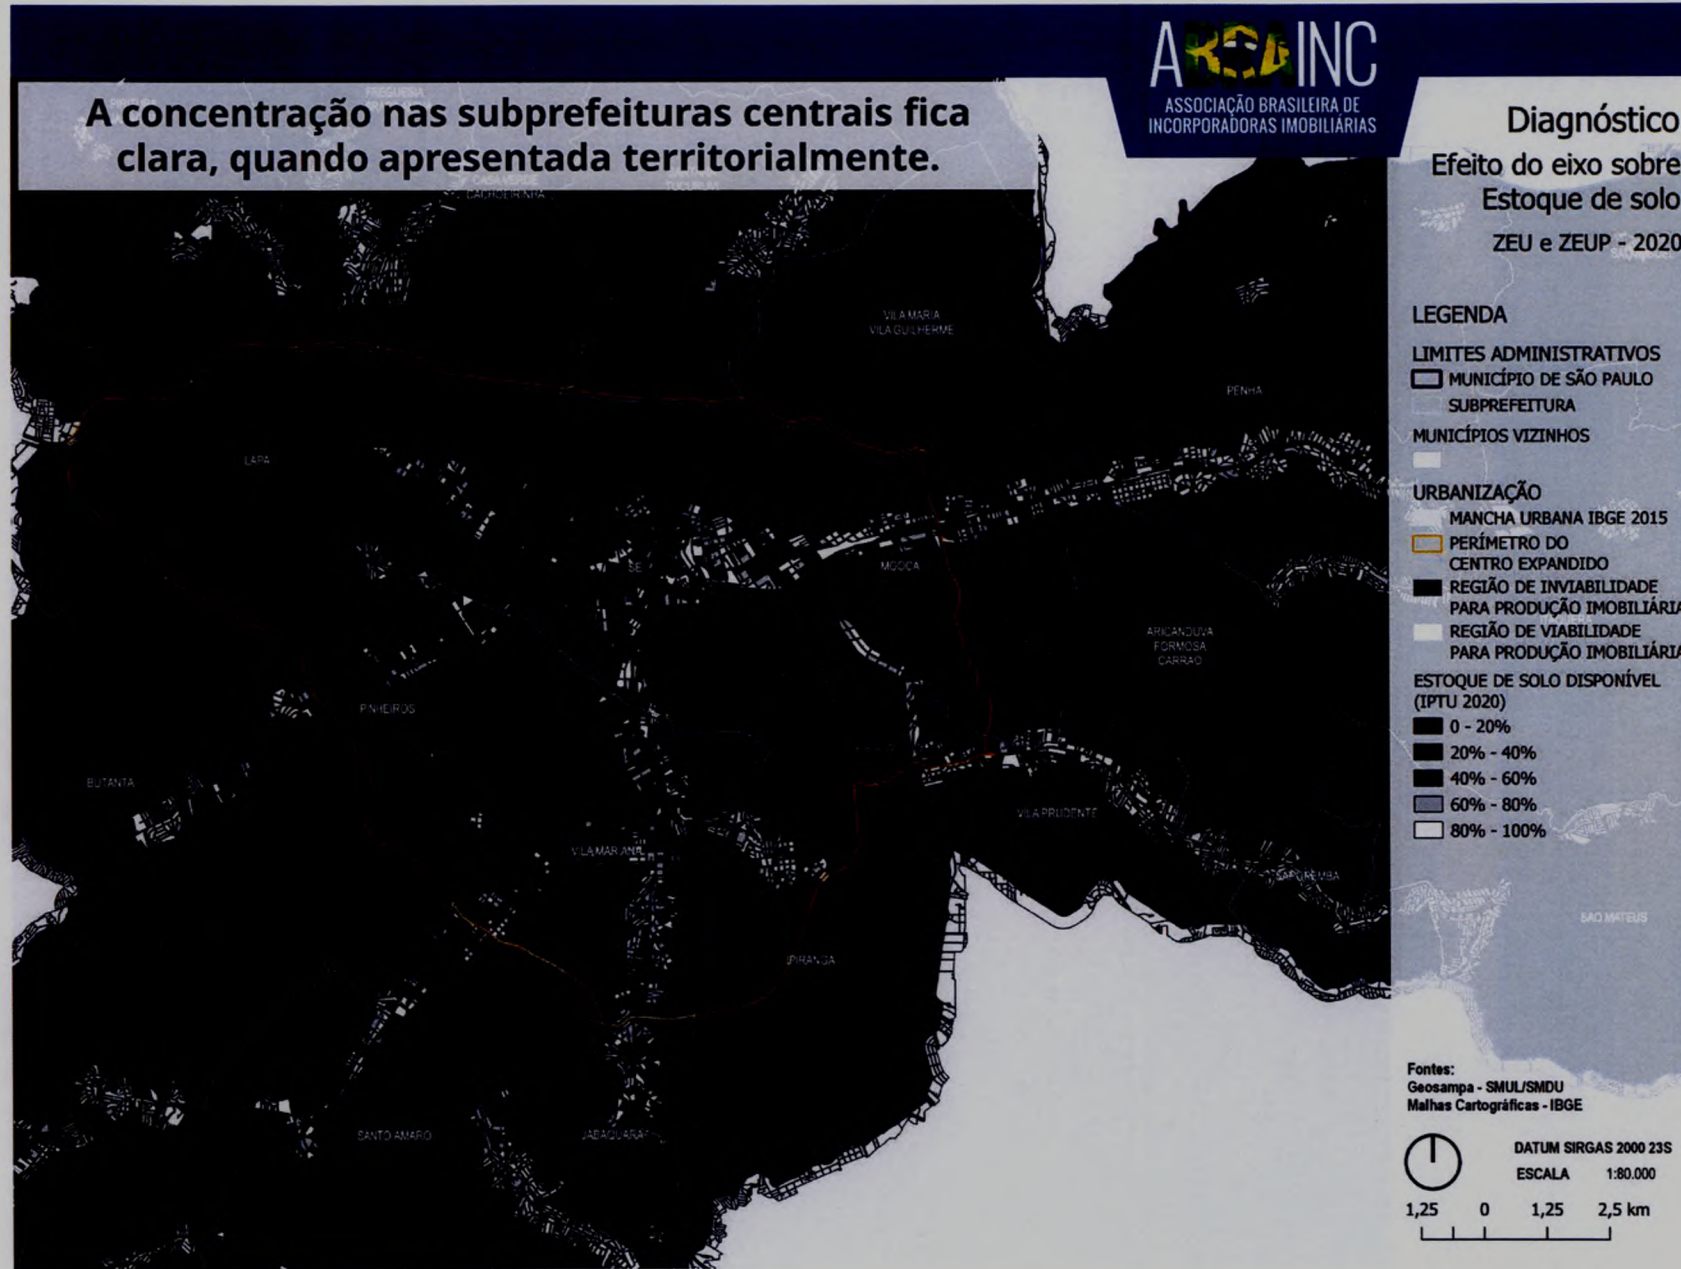 ABRAINC
ASSOCIAÇÃO BRASILEIRA DE
INCORPORADORAS IMOBILIÁRIAS
A concentração nas subprefeituras centrais fica
clara, quando apresentada territorialmente.
Diagnóstico
Efeito do eixo sobre
Estoque de solo
ZEU e ZEUP - 2020
CACHOEIRINHA
VILA MARIA
VILA GUILHERME
PENHA
LAPA
SE
MOOCA
ARICANDUVA
FORMOSA
CARRAO
PINHEIROS
BUTANTA
VILA PRUDENTE
VILA MARIANA
SAPOPEMBA
SAO MATEUS
IPIRANGA
SANTO AMARO
JABAQUARA
LEGENDA
LIMITES ADMINISTRATIVOS
MUNICÍPIO DE SÃO PAULO
SUBPREFEITURA
MUNICÍPIOS VIZINHOS
URBANIZAÇÃO
MANCHA URBANA IBGE 2015
PERÍMETRO DO
CENTRO EXPANDIDO
REGIÃO DE INVIABILIDADE
PARA PRODUÇÃO IMOBILIÁRIA
REGIÃO DE VIABILIDADE
PARA PRODUÇÃO IMOBILIÁRIA
ESTOQUE DE SOLO DISPONÍVEL
(IPTU 2020)
0 - 20%
20% - 40%
40% - 60%
60% - 80%
80% - 100%
Fontes:
Geosampa - SMUL/SMDU
Malhas Cartográficas - IBGE
DATUM SIRGAS 2000 23S
ESCALA 1:80.000
1,25 0 1,25 2,5 km